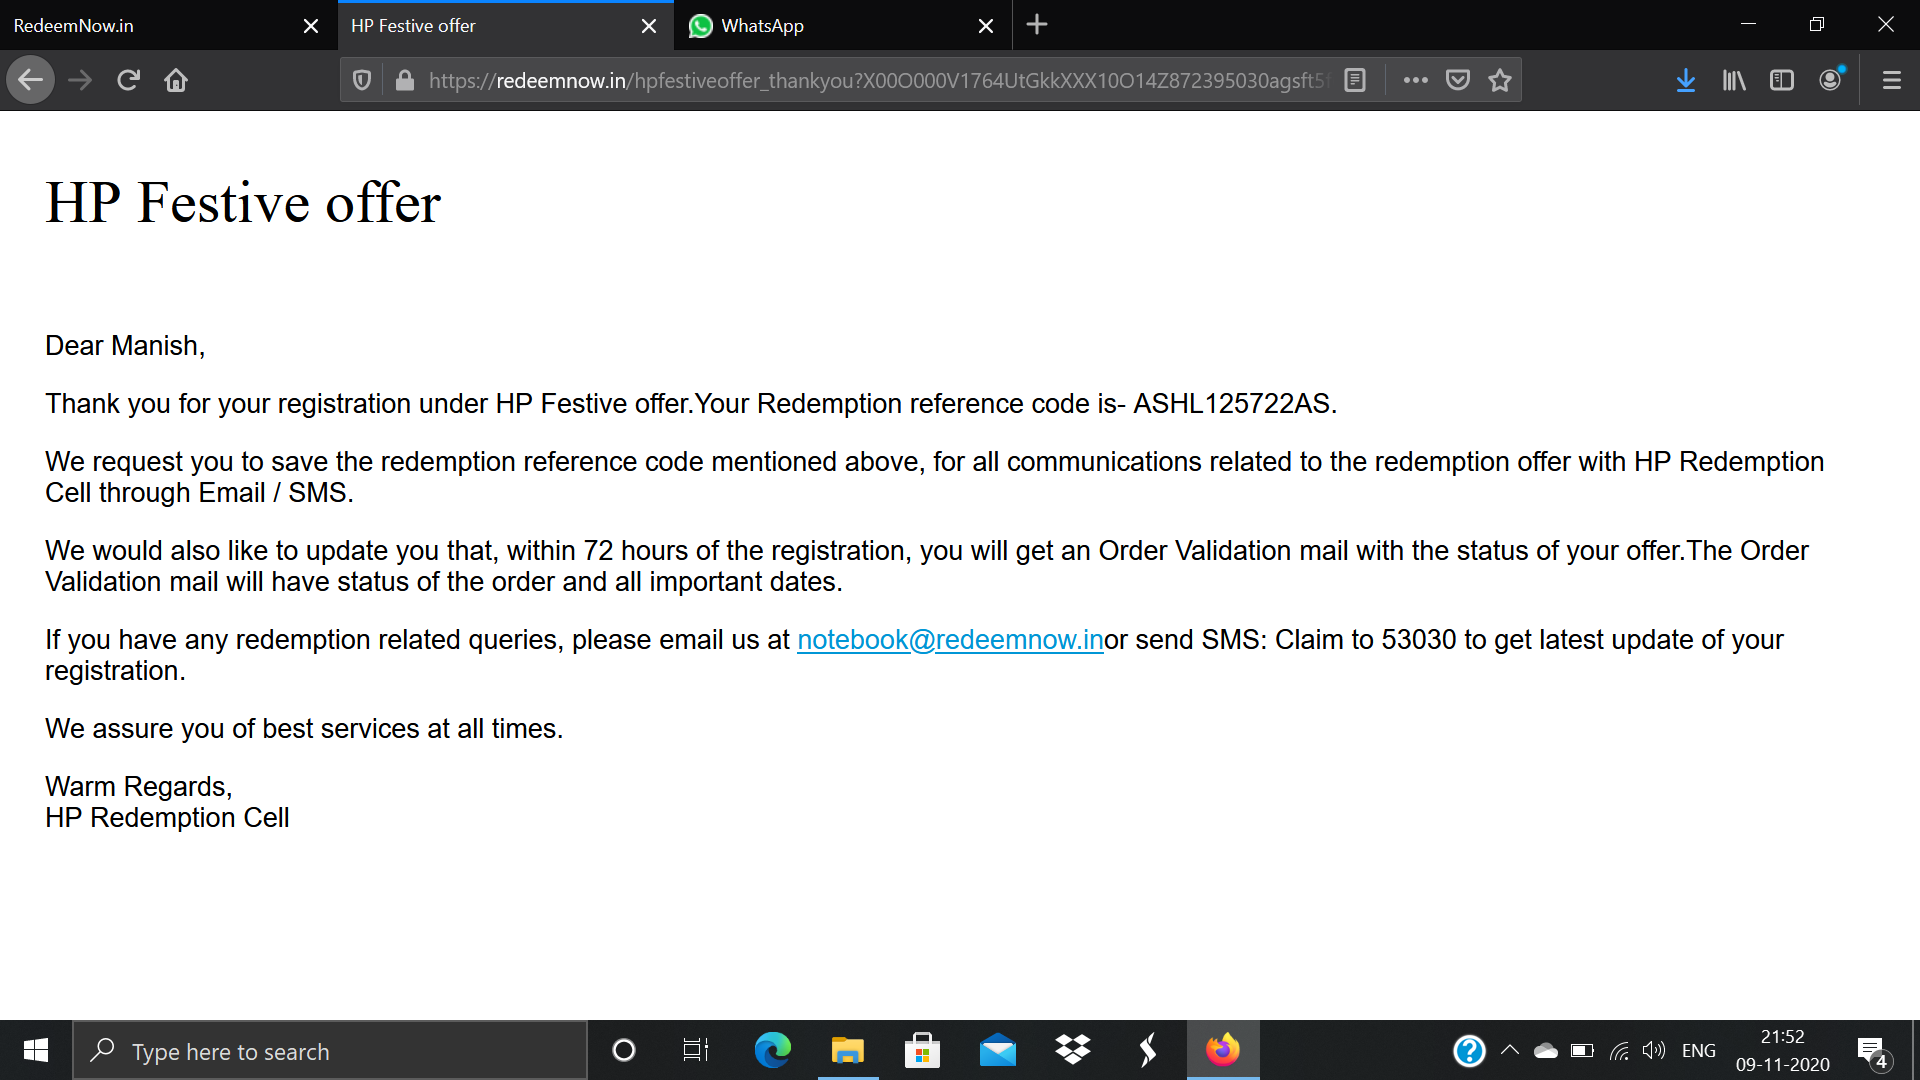 RedeemNow.in
HP Festive offer
WhatsApp
https://redeemnow.in/hpfestiveoffer_thankyou?X00O000V1764UtGkkXXX10O14Z872395030agsft5f
HP Festive offer
Dear Manish,
Thank you for your registration under HP Festive offer.Your Redemption reference code is- ASHL125722AS.
We request you to save the redemption reference code mentioned above, for all communications related to the redemption offer with HP Redemption
Cell through Email / SMS.
We would also like to update you that, within 72 hours of the registration, you will get an Order Validation mail with the status of your offer.The Order
Validation mail will have status of the order and all important dates.
If you have any redemption related queries, please email us at notebook@redeemnow.inor send SMS: Claim to 53030 to get latest update of your
registration.
We assure you of best services at all times.
Warm Regards,
HP Redemption Cell
Type here to search
ENG
21:52
09-11-2020
4